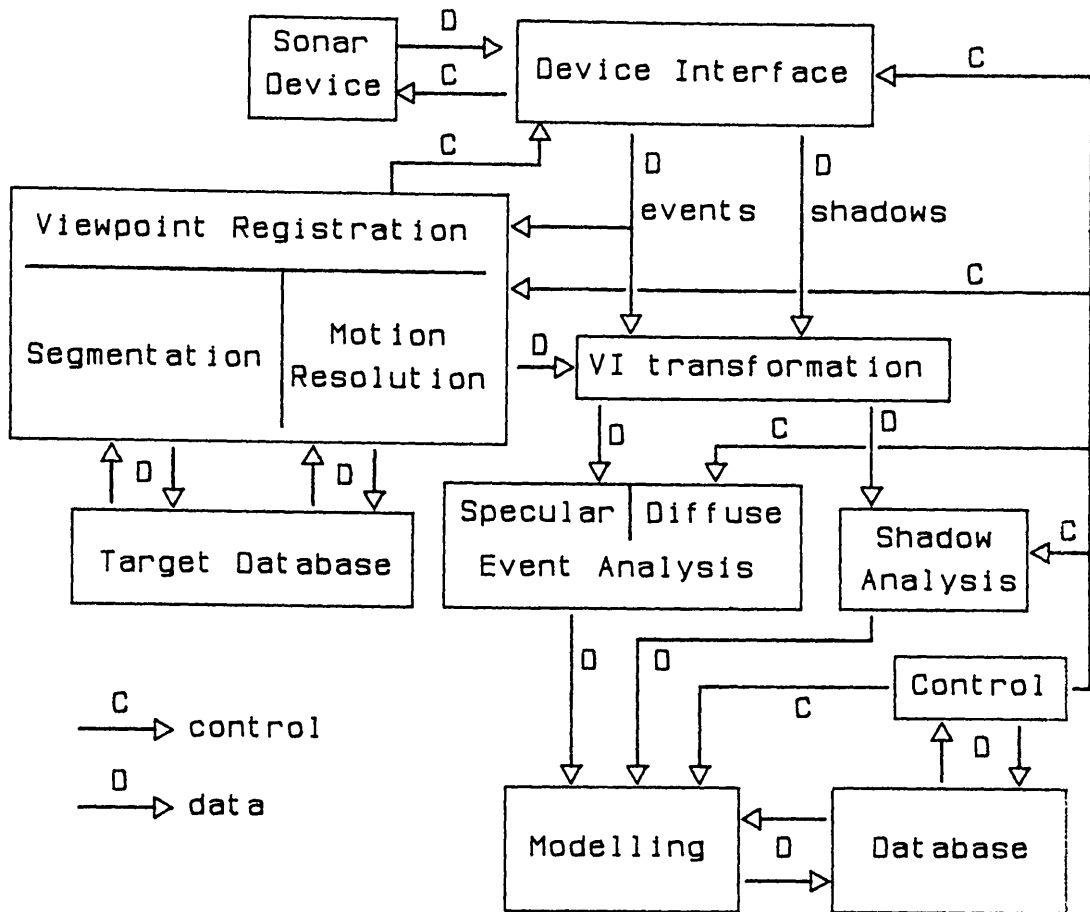 D
Sonar
Device
C
Device Interface
C
C
D
D
events
shadows
Viewpoint Registration
C
Segmentation
Motion
Resolution
D
VI transformation
D
D
D
C
D
Specular
Diffuse
Event Analysis
Shadow
Analysis
C
Target Database
D
D
C
Control
C
control
D
D
data
Modelling
D
Database